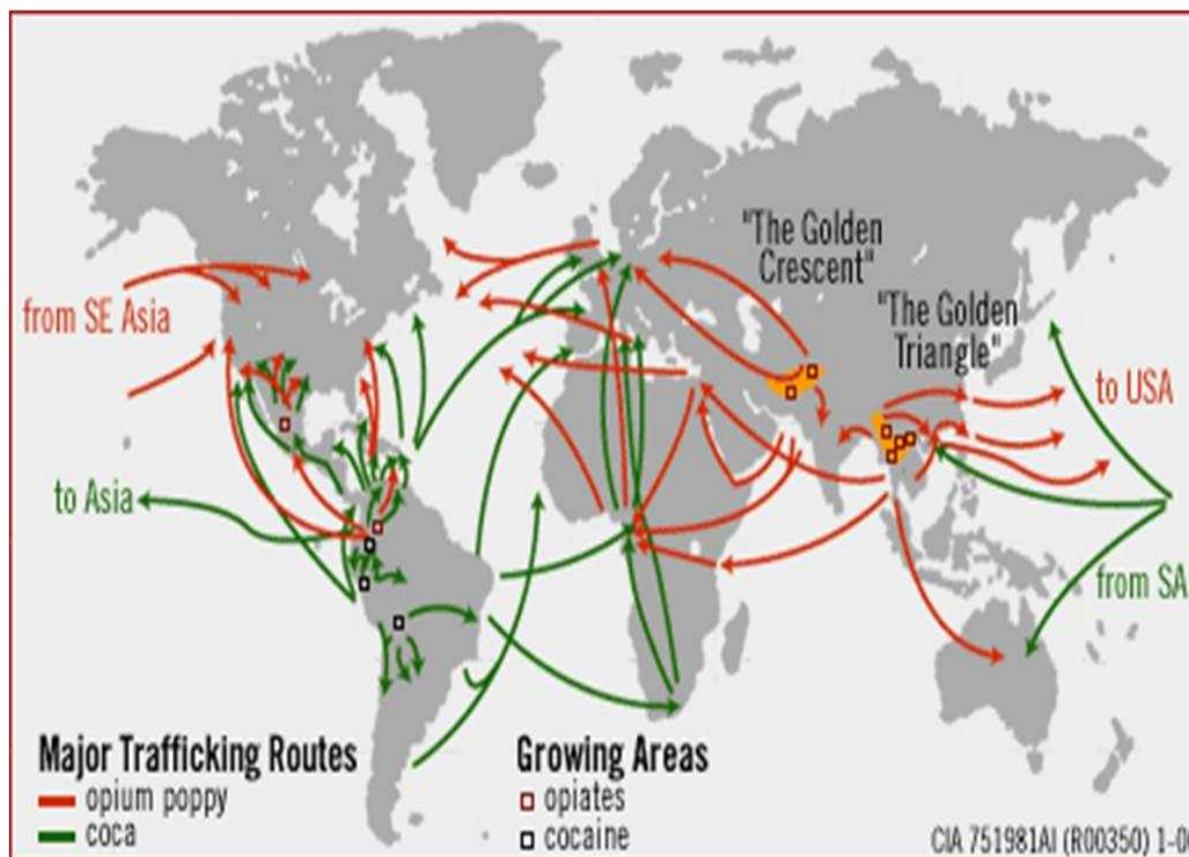 "The Golden
Crescent"
"The Golden
Triangle"
from SE Asia
to USA
to Asia
from SA
Major Trafficking Routes
opium poppy
coca
Growing Areas
opiates
cocaine
CIA 751981AI (R00350) 1-0